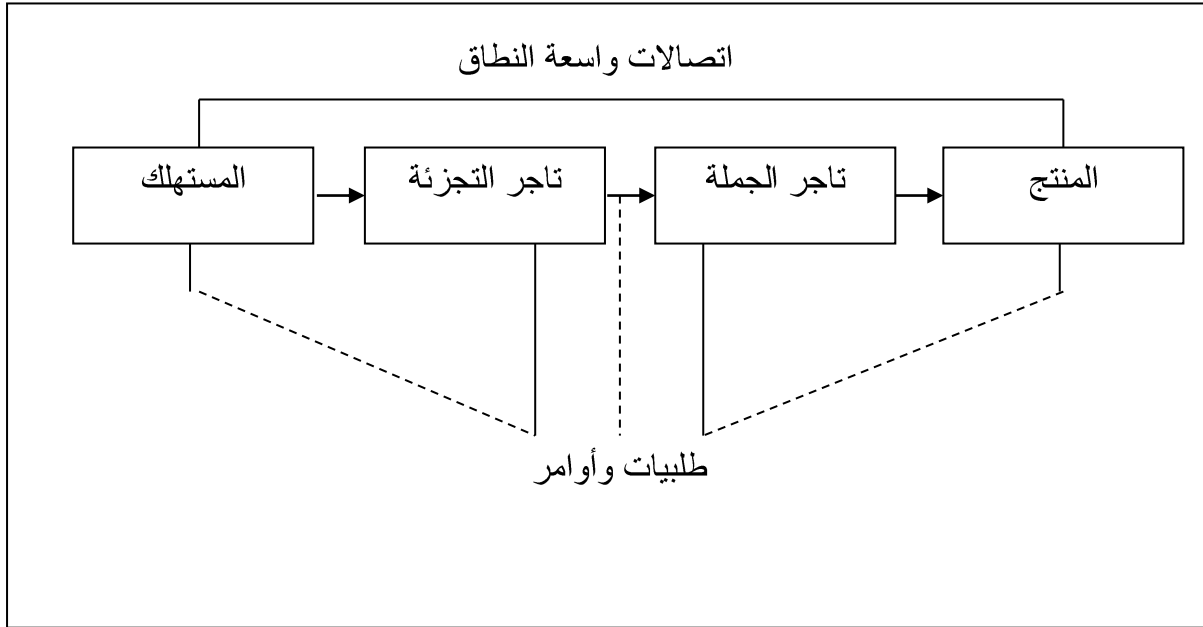 اتصالات واسعة النطاق
المنتج
تاجر الجملة
تاجر التجزئة
المستهلك
طلبيات وأوامر